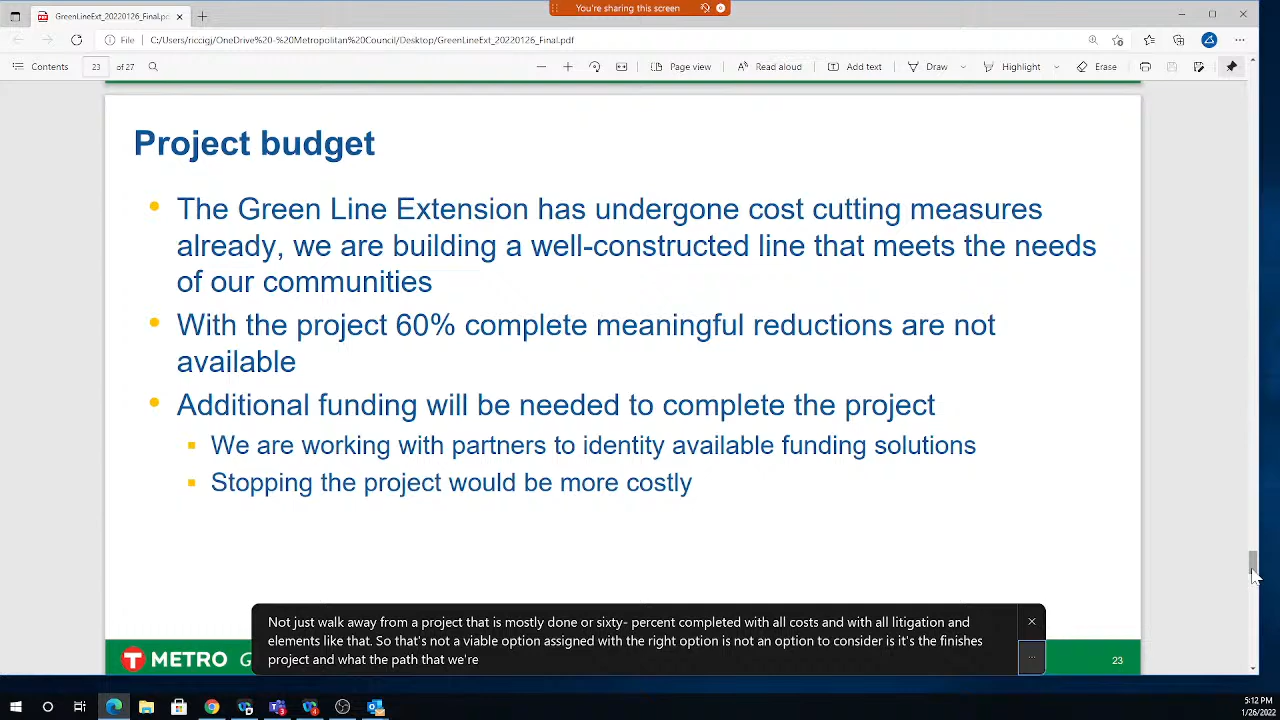 You're sharing this screen
GreenLineExt_20220126_Final.pdf
File C:/Users/riccigj/OneDrive%20-%20Metropolitan%20Council/Desktop/GreenLineExt_20220126_Final.pdf
Contents 23 of 27 Page view Read aloud Add text Draw Highlight Erase
Project budget
• The Green Line Extension has undergone cost cutting measures
already, we are building a well-constructed line that meets the needs
of our communities
• With the project 60% complete meaningful reductions are not
available
• Additional funding will be needed to complete the project
▪ We are working with partners to identity available funding solutions
▪ Stopping the project would be more costly
Not just walk away from a project that is mostly done or sixty- percent completed with all costs and with all litigation and
elements like that. So that's not a viable option assigned with the right option is not an option to consider is it's the finishes
project and what the path that we're
METRO G
23
5:12 PM
1/26/2022